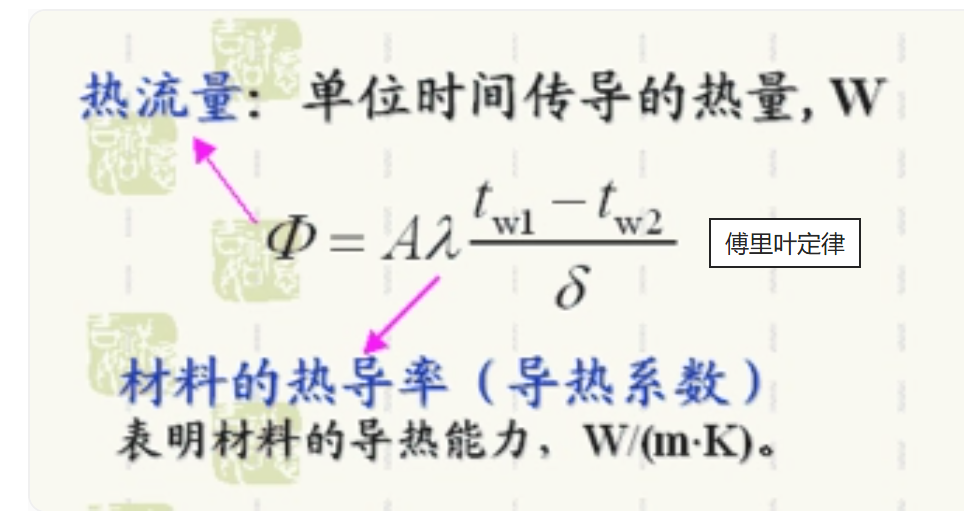 热流量：单位时间传导的热量, W
Φ = Aλ (t_w1 − t_w2) / δ
傅里叶定律
材料的热导率（导热系数）
表明材料的导热能力，W/(m·K)。